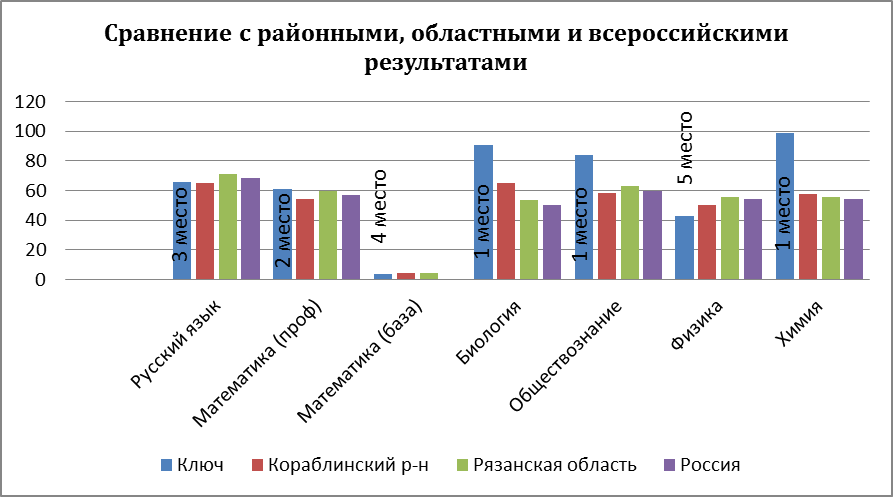 Сравнение с районными, областными и всероссийскими
результатами
120
100
80
60
40
20
0
3 место
2 место
4 место
1 место
1 место
5 место
1 место
Русский язык
Математика (проф)
Математика (база)
Биология
Обществознание
Физика
Химия
Ключ
Кораблинский р-н
Рязанская область
Россия